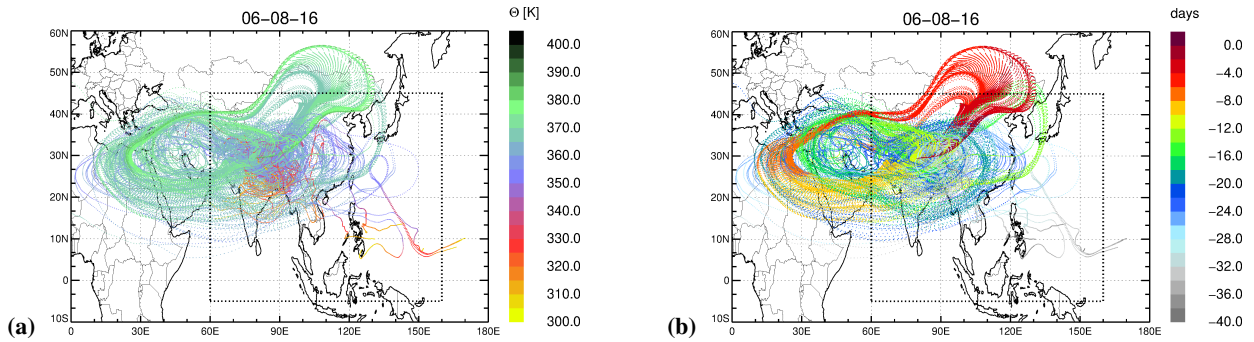 06−08−16
Θ [K]
60N
50N
40N
30N
20N
10N
0
10S
0
30E
60E
90E
120E
150E
180E
400.0
390.0
380.0
370.0
360.0
350.0
340.0
330.0
320.0
310.0
300.0
(a)
06−08−16
days
60N
50N
40N
30N
20N
10N
0
10S
0
30E
60E
90E
120E
150E
180E
0.0
−4.0
−8.0
−12.0
−16.0
−20.0
−24.0
−28.0
−32.0
−36.0
−40.0
(b)